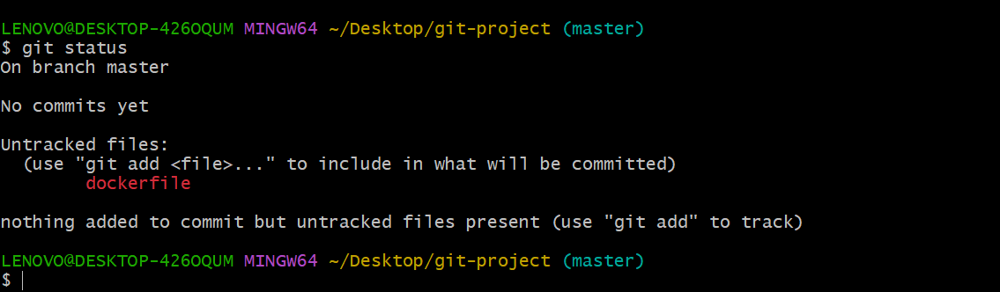 LENOVO@DESKTOP-426OQUM MINGW64 ~/Desktop/git-project (master)
$ git status
On branch master
No commits yet
Untracked files:
  (use "git add <file>..." to include in what will be committed)
        dockerfile
nothing added to commit but untracked files present (use "git add" to track)
LENOVO@DESKTOP-426OQUM MINGW64 ~/Desktop/git-project (master)
$